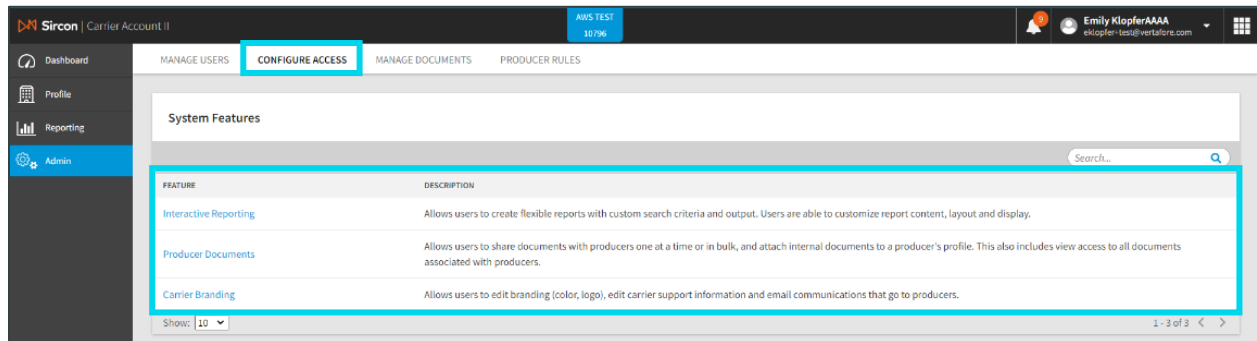 Sircon | Carrier Account II
AWS TEST
10796
9
Emily KlopferAAAA
eklopfer+test@vertafore.com
Dashboard
Profile
Reporting
Admin
MANAGE USERS CONFIGURE ACCESS MANAGE DOCUMENTS PRODUCER RULES
System Features
Search...
FEATURE DESCRIPTION
Interactive Reporting Allows users to create flexible reports with custom search criteria and output. Users are able to customize report content, layout and display.
Producer Documents Allows users to share documents with producers one at a time or in bulk, and attach internal documents to a producer's profile. This also includes view access to all documents
associated with producers.
Carrier Branding Allows users to edit branding (color, logo), edit carrier support information and email communications that go to producers.
Show: 10 1 - 3 of 3